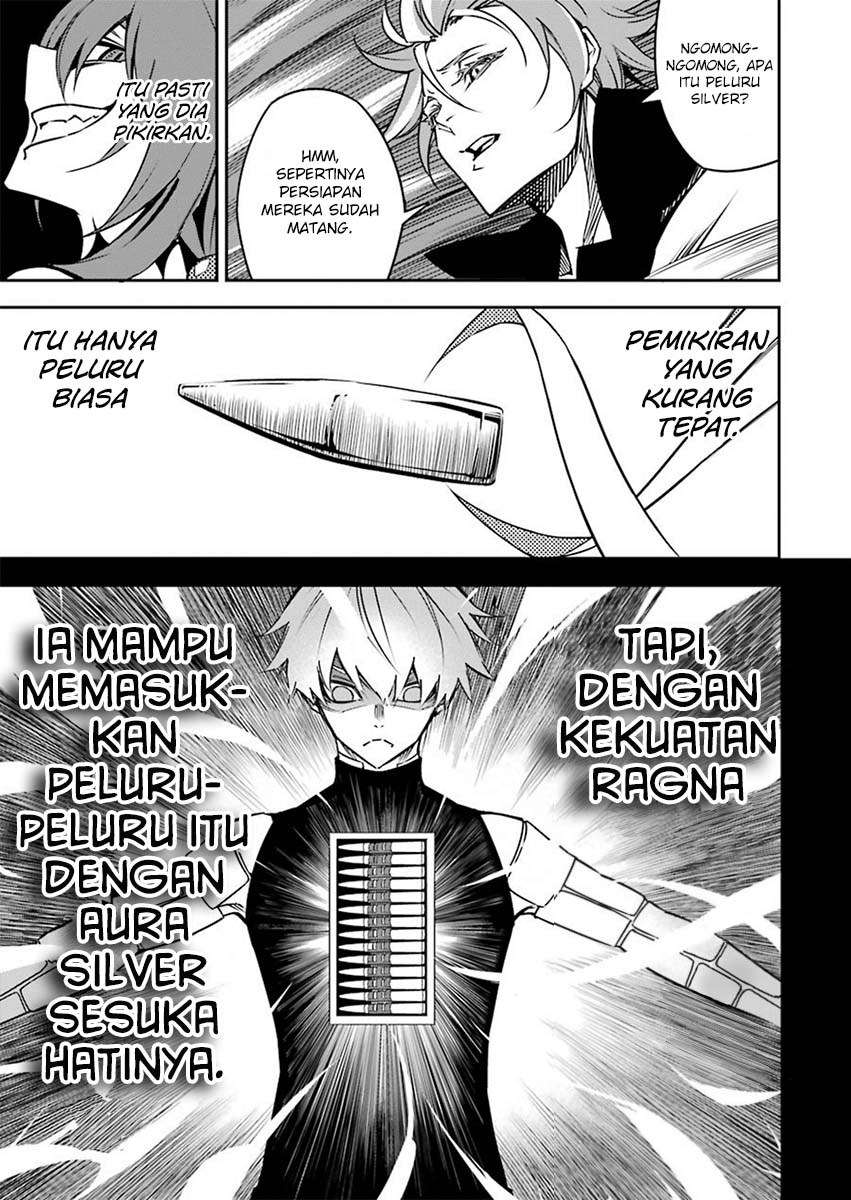 NGOMONG-
NGOMONG, APA
ITU PELURU
SILVER?
HMM,
SEPERTINYA
PERSIAPAN
MEREKA SUDAH
MATANG.
ITU PASTI
YANG DIA
PIKIRKAN.
PEMIKIRAN
YANG
KURANG
TEPAT.
ITU HANYA
PELURU
BIASA
TAPI,
DENGAN
KEKUATAN
RAGNA
IA MAMPU
MEMASUK-
KAN
PELURU-
PELURU ITU
DENGAN
AURA
SILVER
SESUKA
HATINYA.